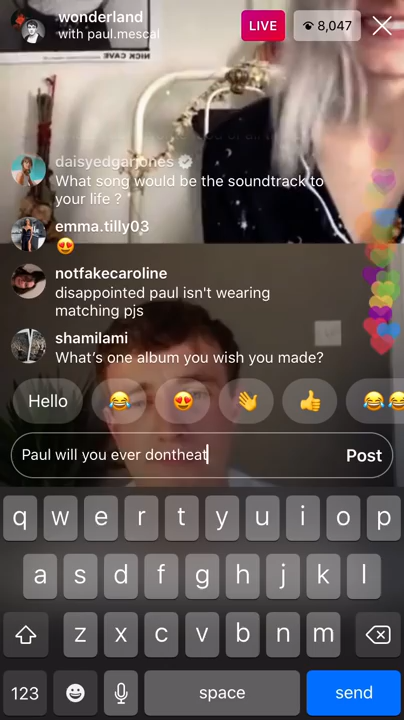 wonderland
with paul.mescal
LIVE
8,047
daisyedgarjones
What song would be the soundtrack to
your life ?
emma.tilly03
😍
notfakecaroline
disappointed paul isn't wearing
matching pjs
shamilami
What's one album you wish you made?
Hello 😂 😍 👋 👍 😂😂
Paul will you ever dontheat
Post
q w e r t y u i o p
a s d f g h j k l
z x c v b n m
123 space send